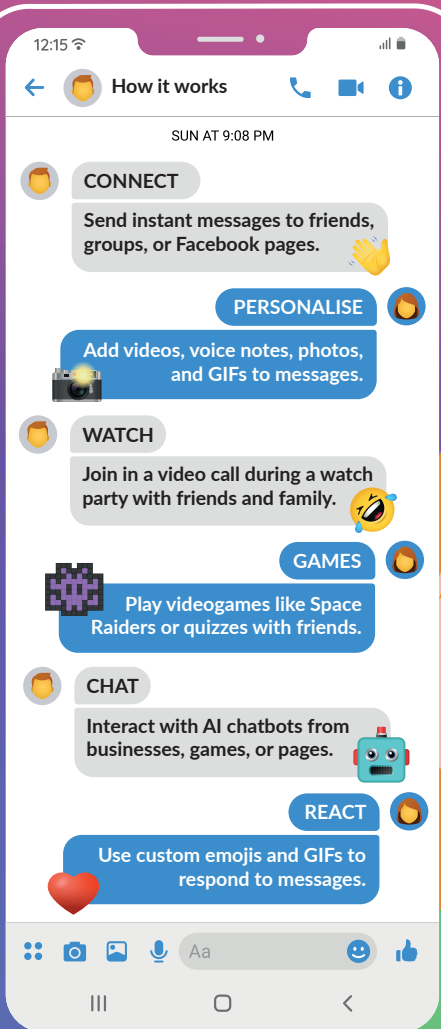 12:15
How it works
SUN AT 9:08 PM
CONNECT
Send instant messages to friends,
groups, or Facebook pages.
PERSONALISE
Add videos, voice notes, photos,
and GIFs to messages.
WATCH
Join in a video call during a watch
party with friends and family.
GAMES
Play videogames like Space
Raiders or quizzes with friends.
CHAT
Interact with AI chatbots from
businesses, games, or pages.
REACT
Use custom emojis and GIFs to
respond to messages.
Aa